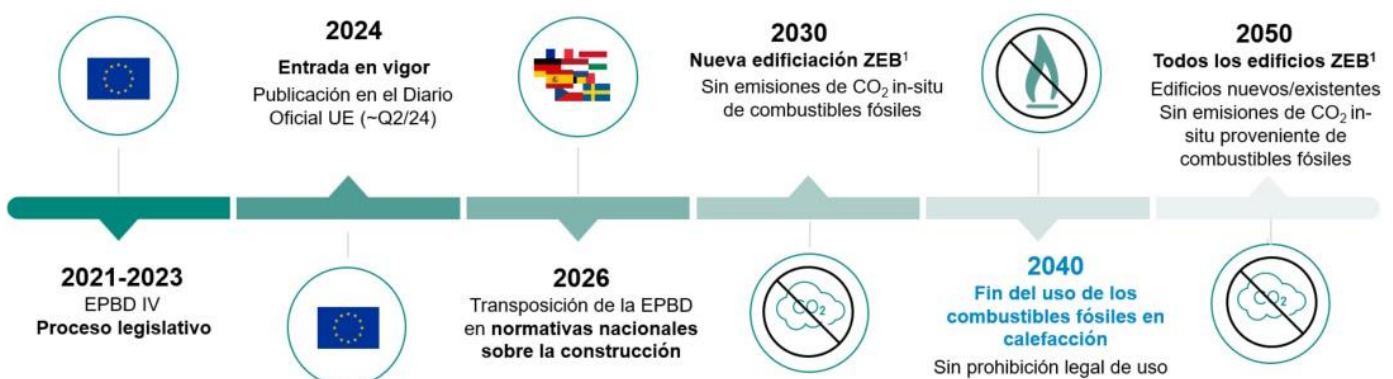 2021-2023
EPBD IV
Proceso legislativo
2024
Entrada en vigor
Publicación en el Diario
Oficial UE (~Q2/24)
2026
Transposición de la EPBD
en normativas nacionales
sobre la construcción
2030
Nueva edificiación ZEB¹
Sin emisiones de CO₂ in-situ
de combustibles fósiles
CO₂
2040
Fin del uso de los
combustibles fósiles en
calefacción
Sin prohibición legal de uso
2050
Todos los edificios ZEB¹
Edificios nuevos/existentes
Sin emisiones de CO₂ in-
situ proveniente de
combustibles fósiles
CO₂